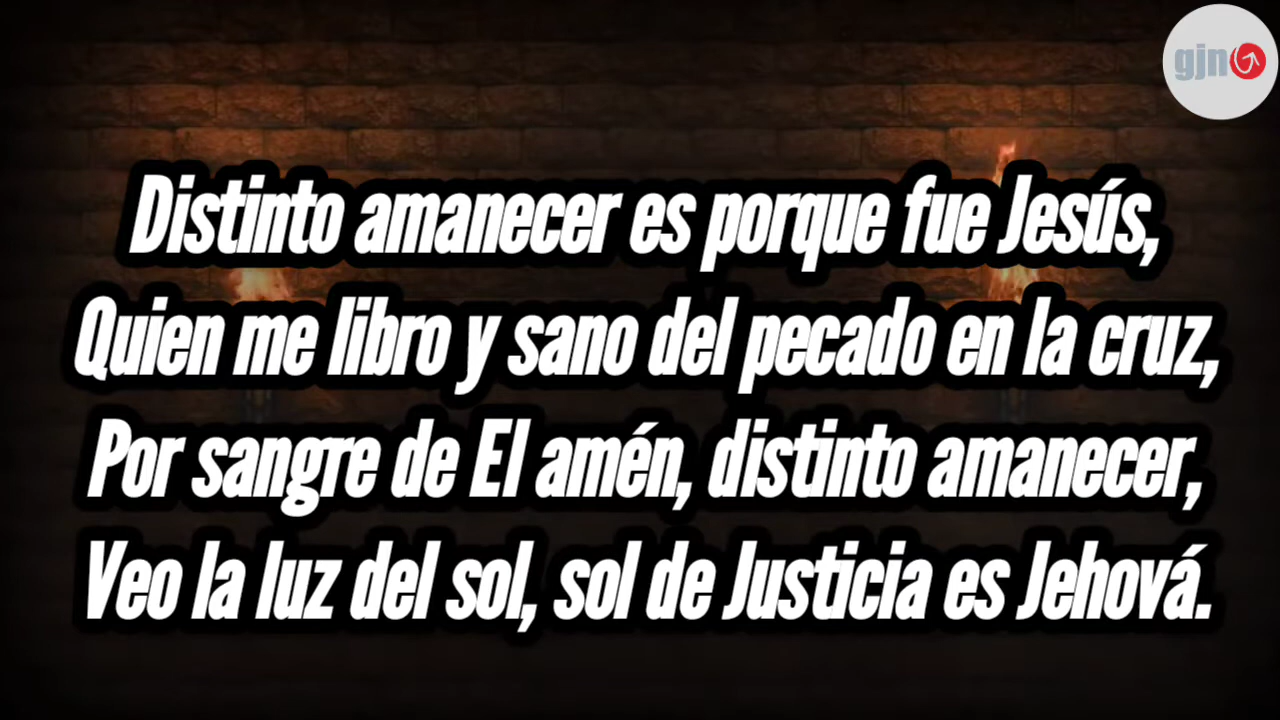 gjn
Distinto amanecer es porque fue Jesús,
Quien me libro y sano del pecado en la cruz,
Por sangre de El amén, distinto amanecer,
Veo la luz del sol, sol de Justicia es Jehová.